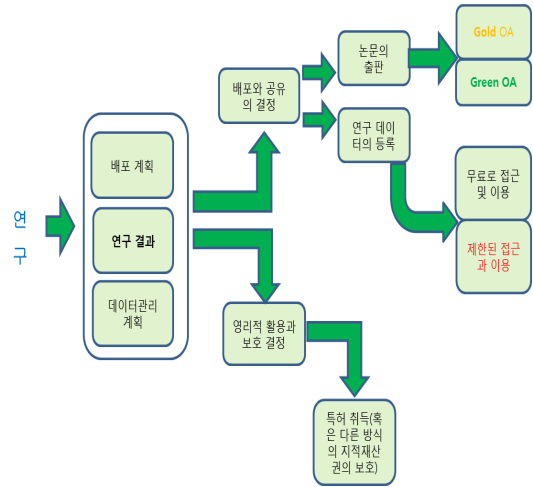 연
구
배포 계획
연구 결과
데이터관리
계획
배포와 공유
의 결정
영리적 활용과
보호 결정
논문의
출판
연구 데이
터의 등록
Gold OA
Green OA
무료로 접근
및 이용
제한된 접근
과 이용
특허 취득(혹
은 다른 방식
의 지적재산
권의 보호)